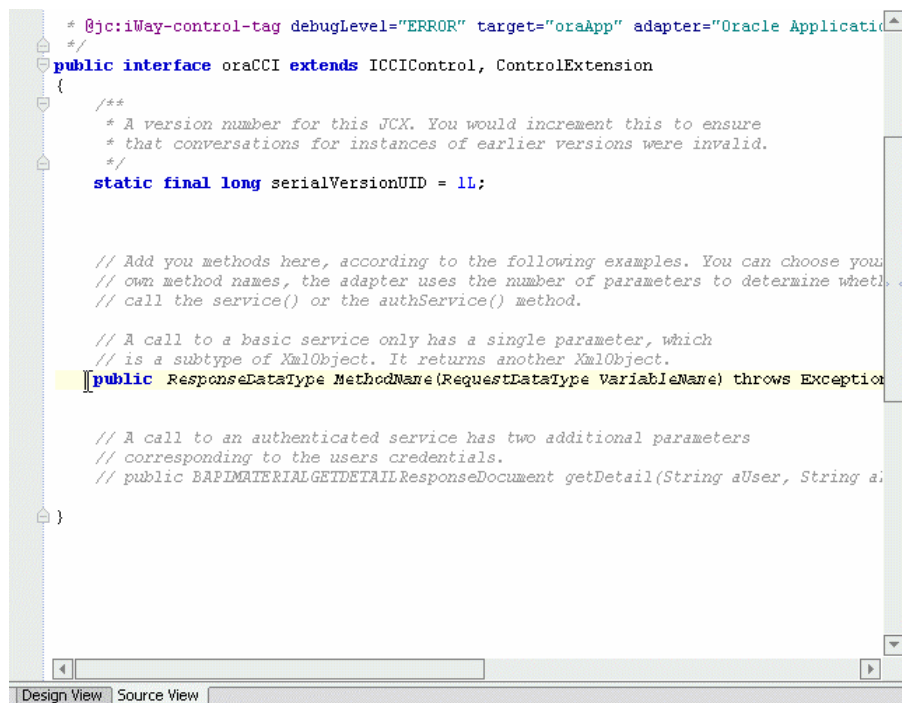 * @jc:iWay-control-tag debugLevel="ERROR" target="oraApp" adapter="Oracle Applicatio
*/
public interface oraCCI extends ICCIControl, ControlExtension
{
/**
* A version number for this JCX. You would increment this to ensure
* that conversations for instances of earlier versions were invalid.
*/
static final long serialVersionUID = 1L;
// Add you methods here, according to the following examples. You can choose you
// own method names, the adapter uses the number of parameters to determine wheth
// call the service() or the authService() method.
// A call to a basic service only has a single parameter, which
// is a subtype of XmlObject. It returns another XmlObject.
public ResponseDataType MethodName(RequestDataType VariableName) throws Exception
// A call to an authenticated service has two additional parameters
// corresponding to the users credentials.
// public BAPIMATERIALGETDETAILResponseDocument getDetail(String aUser, String a
}
Design View Source View